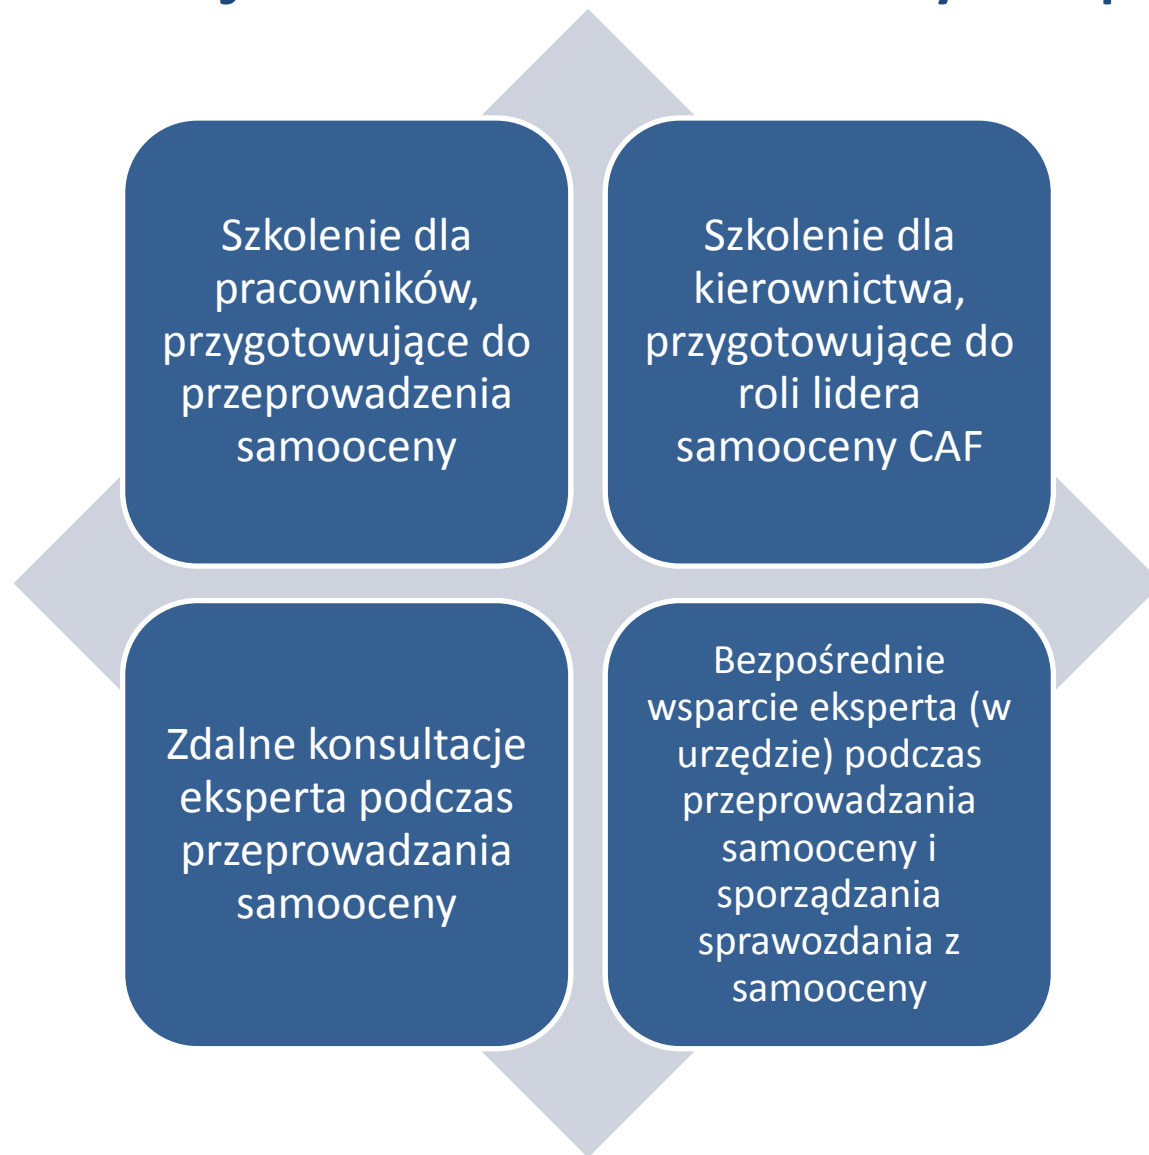 Szkolenie dla
pracowników,
przygotowujące do
przeprowadzenia
samooceny
Szkolenie dla
kierownictwa,
przygotowujące do
roli lidera
samooceny CAF
Zdalne konsultacje
eksperta podczas
przeprowadzania
samooceny
Bezpośrednie
wsparcie eksperta (w
urzędzie) podczas
przeprowadzania
samooceny i
sporządzania
sprawozdania z
samooceny